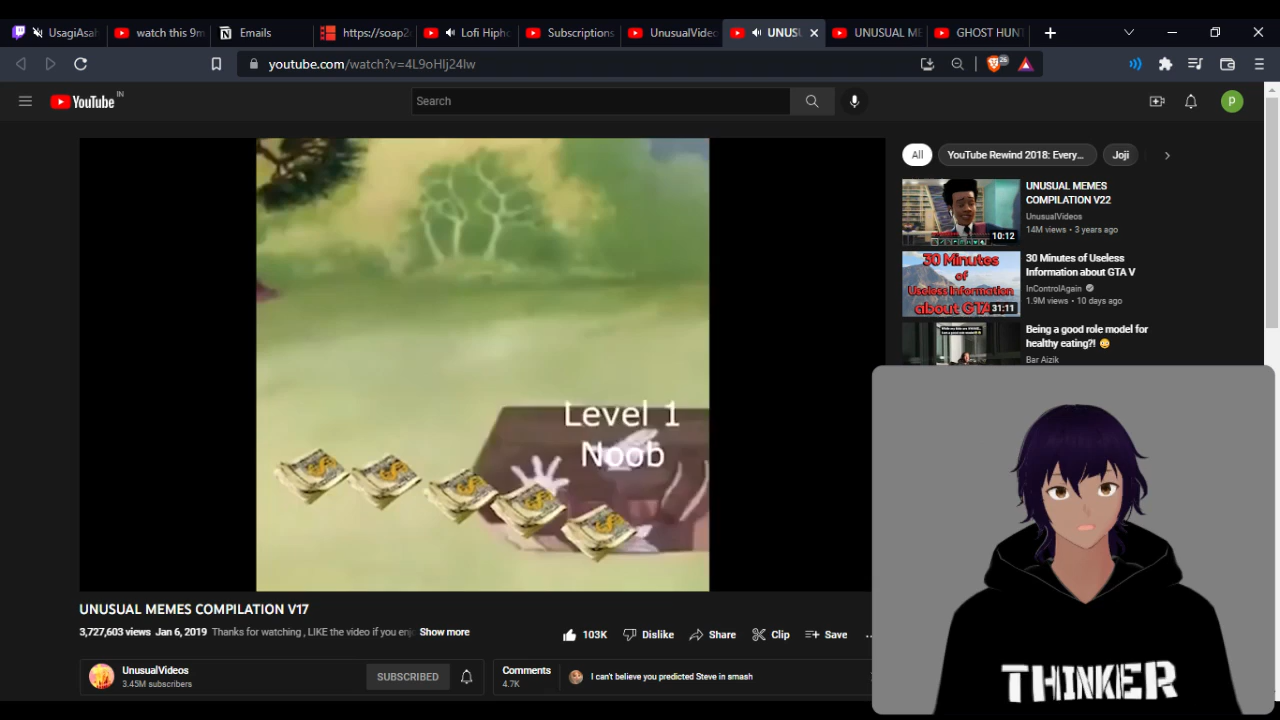 UsagiAsah
watch this 9m
Emails
https://soap2
Lofi Hipho
Subscriptions
UnusualVideo
UNUSU
UNUSUAL ME
GHOST HUNT
youtube.com/watch?v=4L9oHlj24lw
26
YouTube IN
Search
P
All
YouTube Rewind 2018: Every...
Joji
UNUSUAL MEMES
COMPILATION V22
UnusualVideos
14M views • 3 years ago
10:12
30 Minutes
of
Useless Information
about GTA V
31:11
30 Minutes of Useless
Information about GTA V
InControlAgain
1.9M views • 10 days ago
Being a good role model for
healthy eating?! 😳
Bar Aizik
Level 1
Noob
UNUSUAL MEMES COMPILATION V17
3,727,603 views Jan 6, 2019 Thanks for watching , LIKE the video if you enj Show more
103K
Dislike
Share
Clip
Save
...
UnusualVideos
3.45M subscribers
SUBSCRIBED
Comments
4.7K
I can't believe you predicted Steve in smash
THINKER